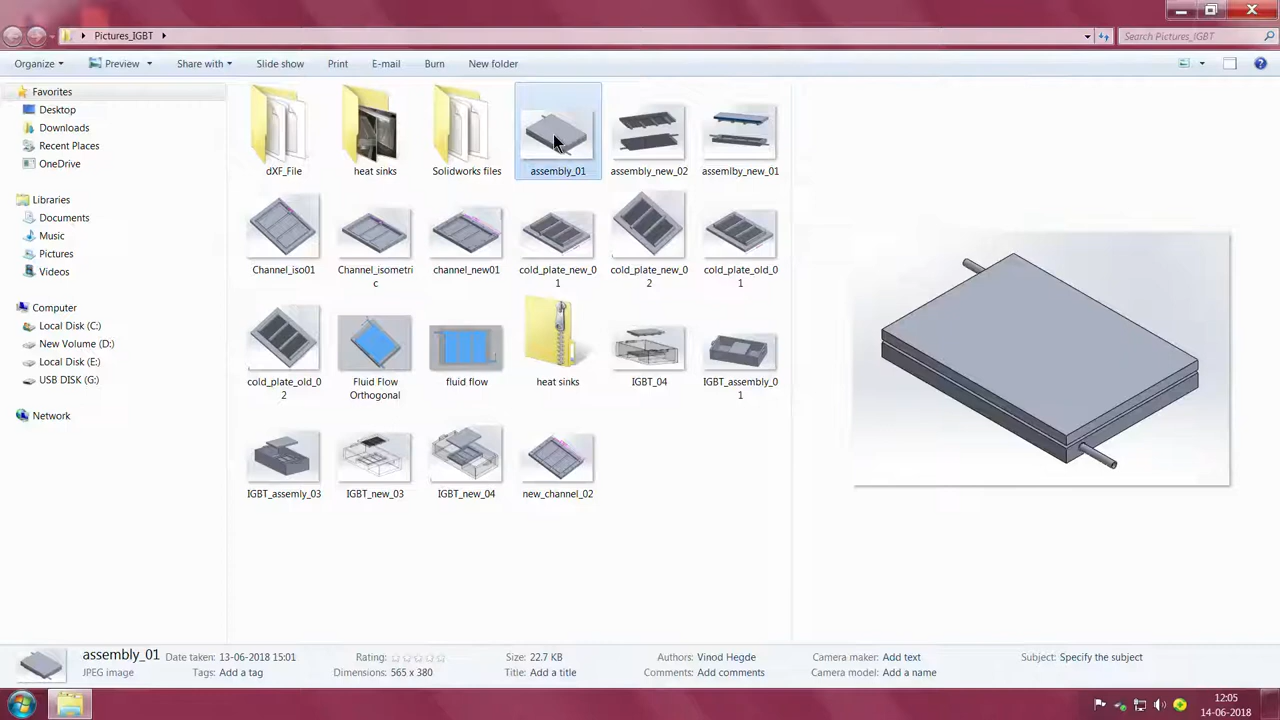 Pictures_IGBT
Search Pictures_IGBT
Organize
Preview
Share with
Slide show
Print
E-mail
Burn
New folder
Favorites
Desktop
Downloads
Recent Places
OneDrive
Libraries
Documents
Music
Pictures
Videos
Computer
Local Disk (C:)
New Volume (D:)
Local Disk (E:)
USB DISK (G:)
Network
dXF_File
heat sinks
Solidworks files
assembly_01
assembly_new_02
assemlby_new_01
Channel_iso01
Channel_isometri
c
channel_new01
cold_plate_new_0
1
cold_plate_new_0
2
cold_plate_old_0
1
cold_plate_old_0
2
Fluid Flow
Orthogonal
fluid flow
heat sinks
IGBT_04
IGBT_assembly_0
1
IGBT_assemly_03
IGBT_new_03
IGBT_new_04
new_channel_02
assembly_01
JPEG image
Date taken: 13-06-2018 15:01
Tags: Add a tag
Rating:
Dimensions: 565 x 380
Size: 22.7 KB
Title: Add a title
Authors: Vinod Hegde
Comments: Add comments
Camera maker: Add text
Camera model: Add a name
Subject: Specify the subject
12:05
14-06-2018